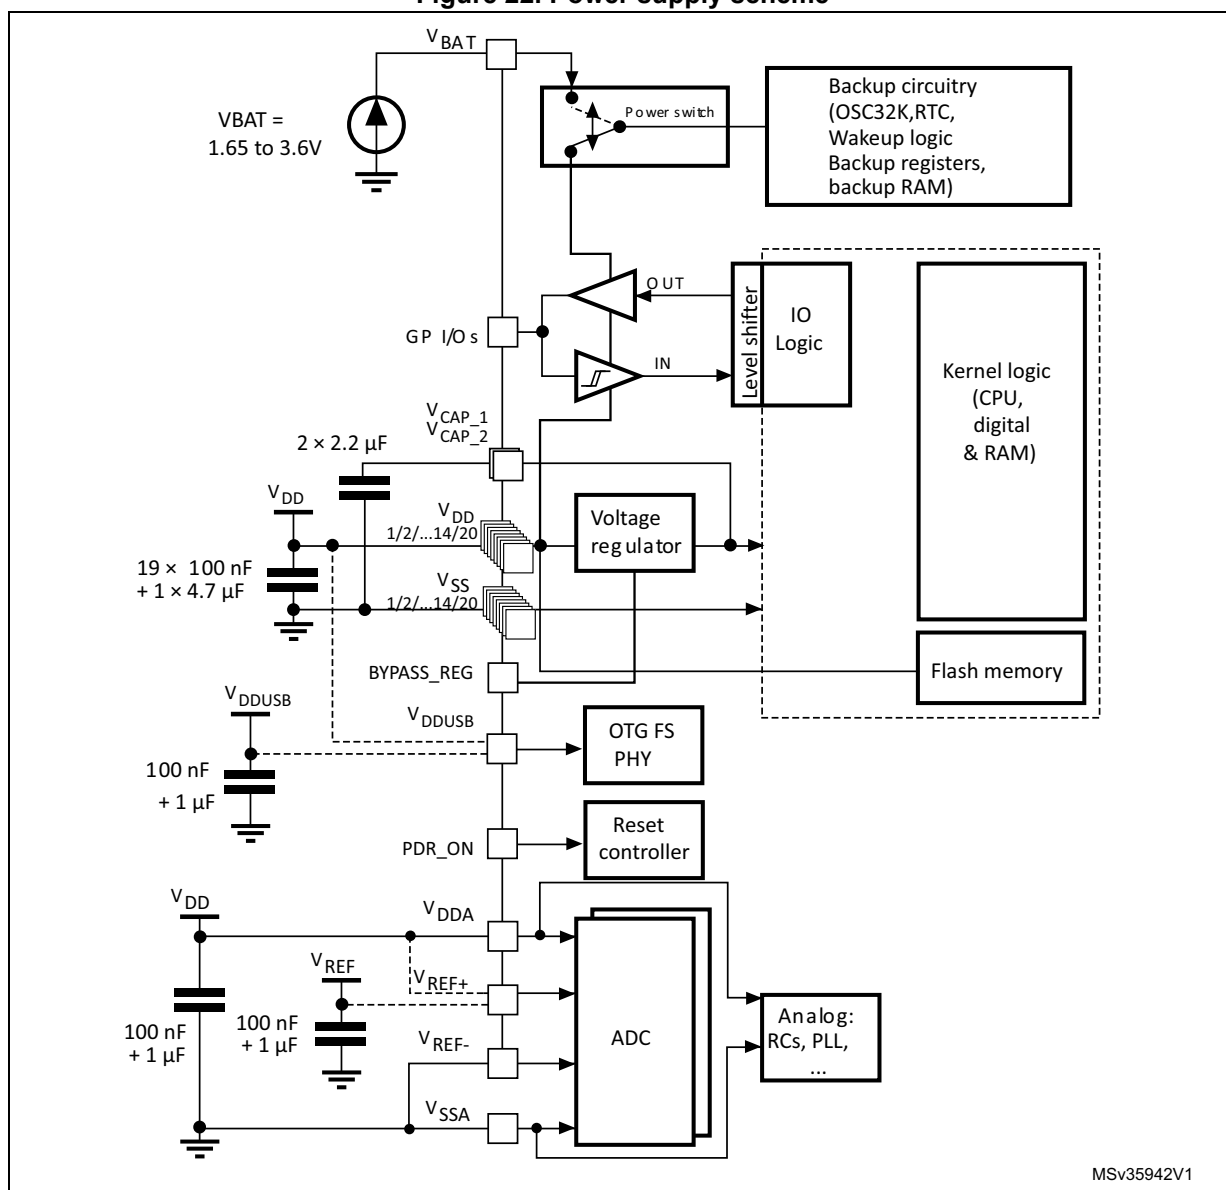 Figure 22. Power supply scheme
VBAT
VBAT =
1.65 to 3.6V
Power switch
Backup circuitry
(OSC32K,RTC,
Wakeup logic
Backup registers,
backup RAM)
OUT
GP I/Os
IN
Level shifter
IO
Logic
Kernel logic
(CPU,
digital
& RAM)
VCAP_1
VCAP_2
2 × 2.2 µF
VDD
VDD
1/2/...14/20
Voltage
regulator
19 × 100 nF
+ 1 × 4.7 µF
VSS
1/2/...14/20
BYPASS_REG
Flash memory
VDDUSB
VDDUSB
OTG FS
PHY
100 nF
+ 1 µF
PDR_ON
Reset
controller
VDD
VDDA
VREF
VREF+
100 nF
+ 1 µF
100 nF
+ 1 µF
VREF-
ADC
Analog:
RCs, PLL,
...
VSSA
MSv35942V1